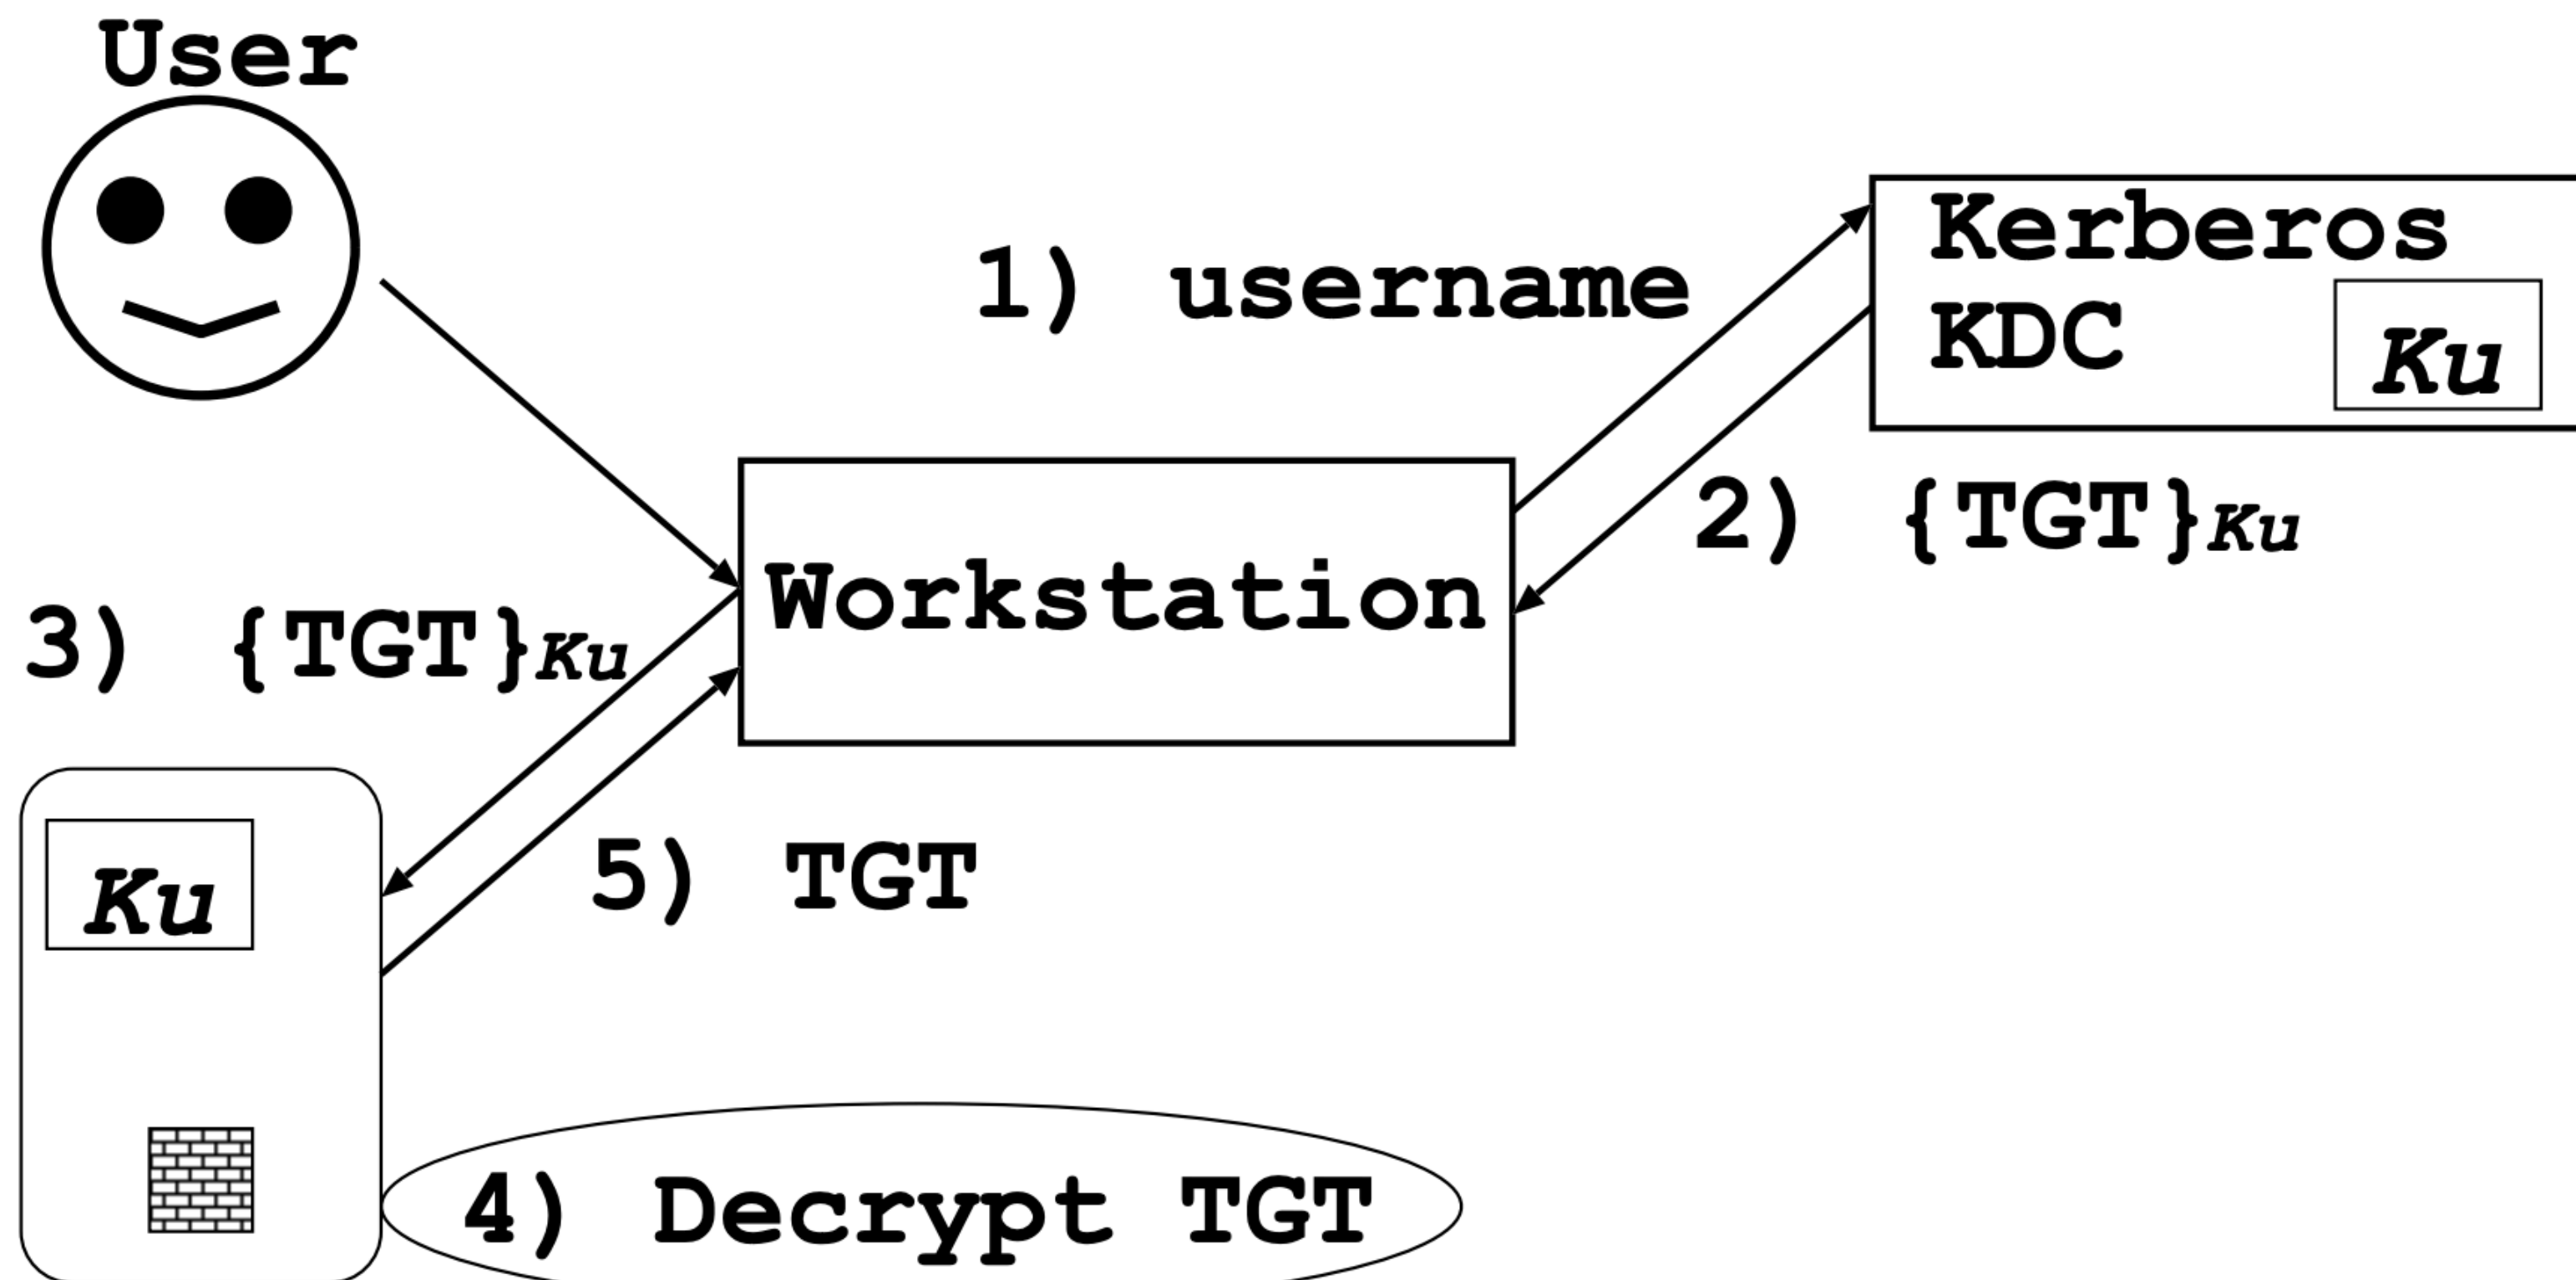 User
1) username
Kerberos
KDC
Ku
2) {TGT}Ku
Workstation
3) {TGT}Ku
5) TGT
Ku
4) Decrypt TGT